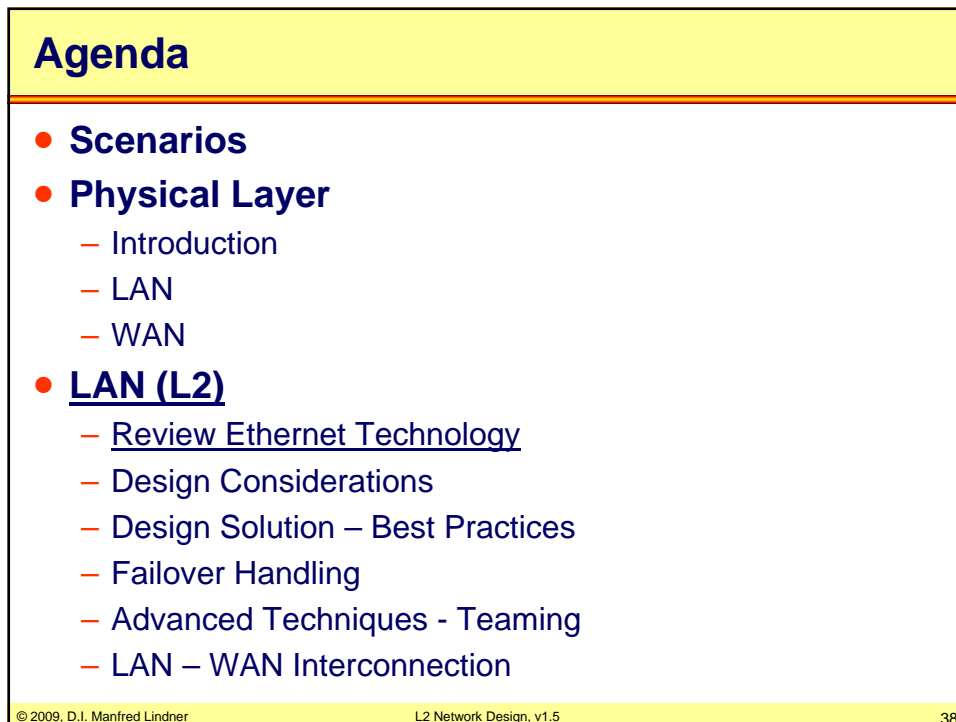 Agenda
• Scenarios
• Physical Layer
– Introduction
– LAN
– WAN
• LAN (L2)
– Review Ethernet Technology
– Design Considerations
– Design Solution – Best Practices
– Failover Handling
– Advanced Techniques - Teaming
– LAN – WAN Interconnection
© 2009, D.I. Manfred Lindner L2 Network Design, v1.5 38